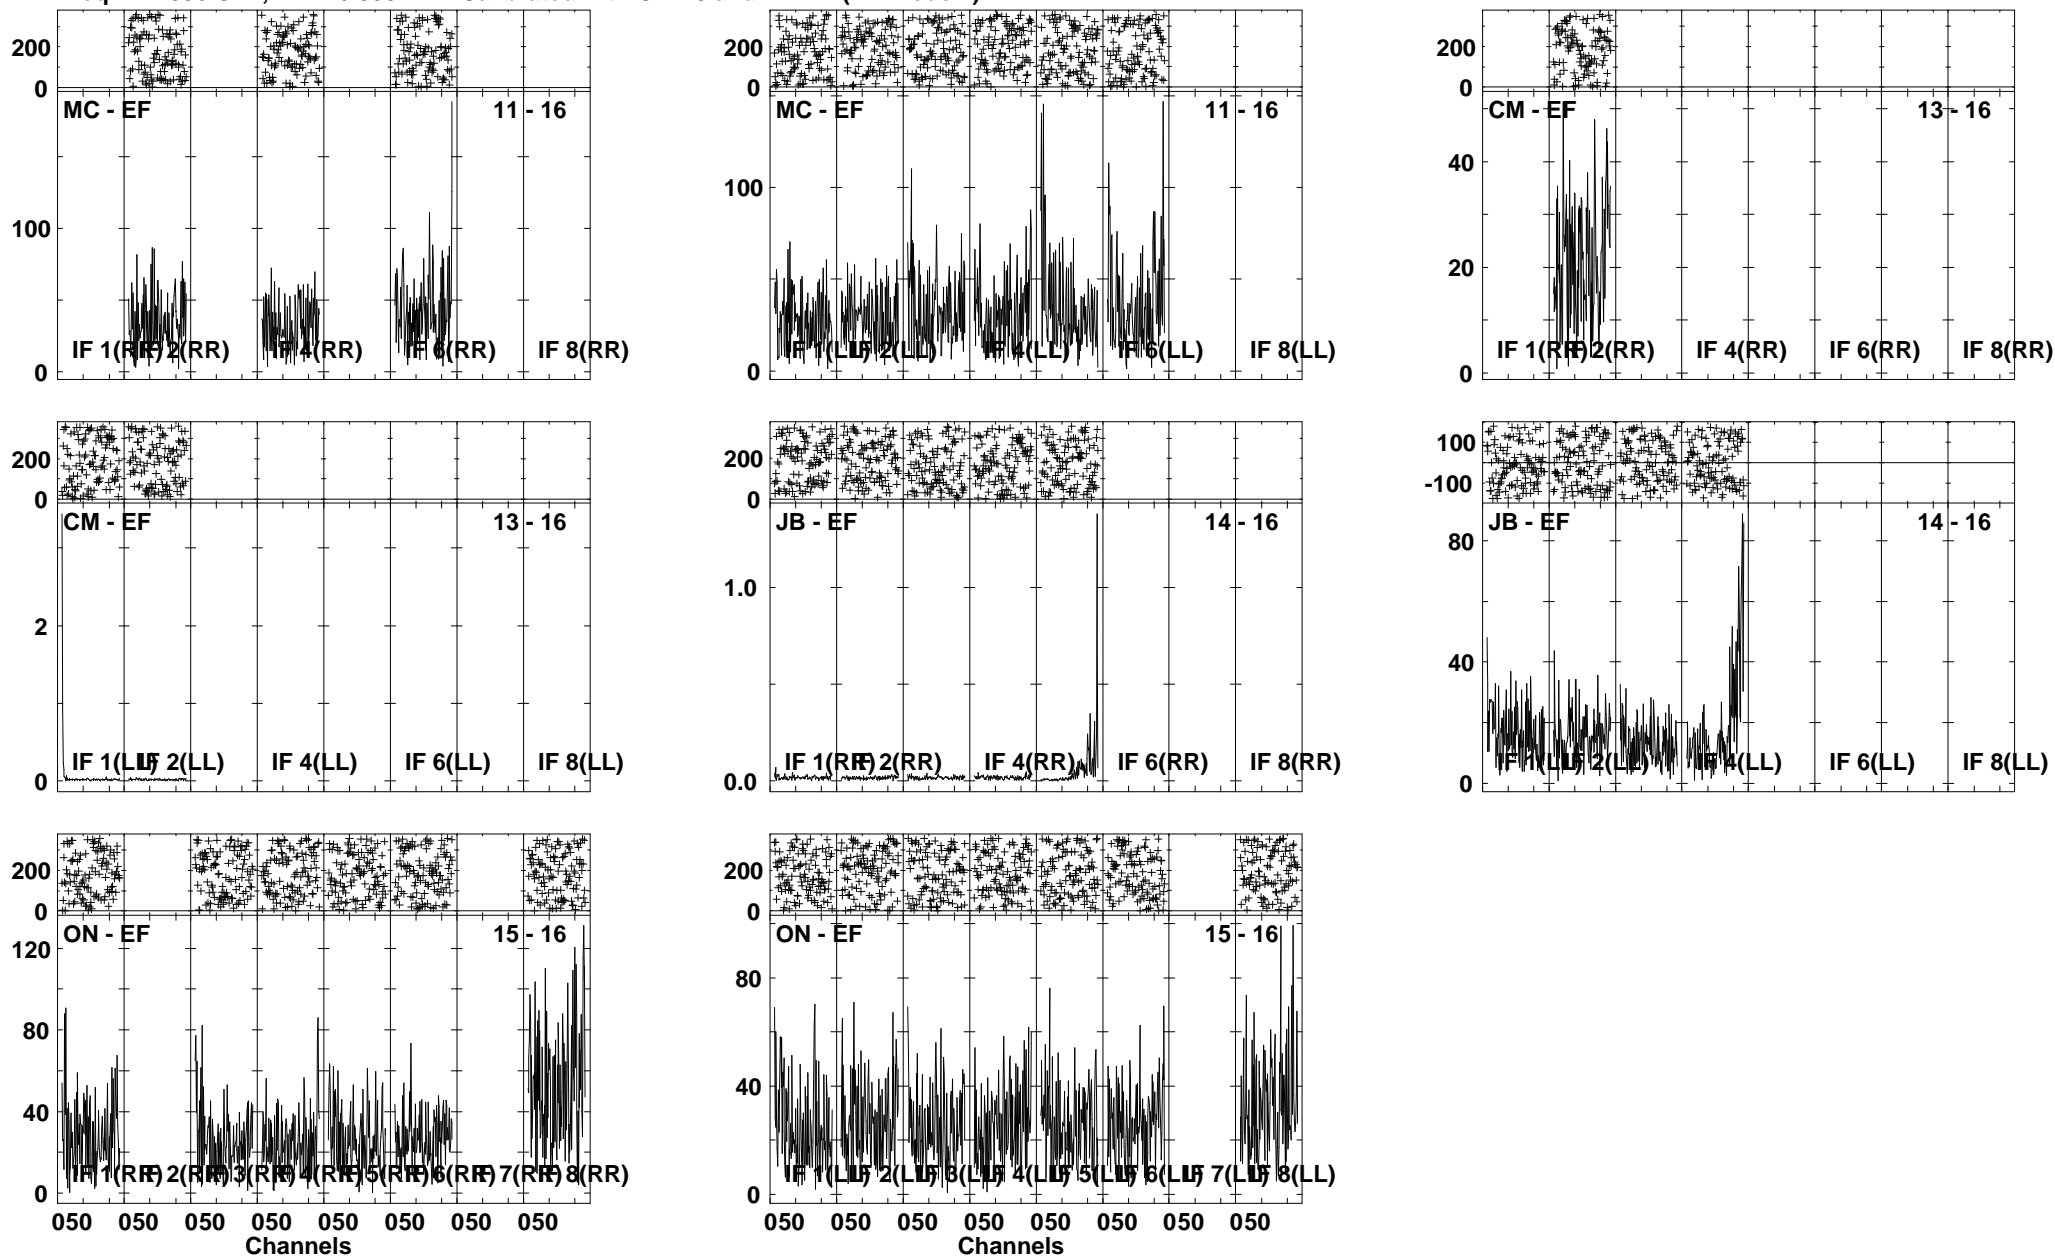 200
0
MC - EF 11 - 16
100
0
IF 1(RR) IF 2(RR) IF 4(RR) IF 6(RR) IF 8(RR)
200
0
MC - EF 11 - 16
100
0
IF 1(LL) IF 2(LL) IF 4(LL) IF 6(LL) IF 8(LL)
200
0
CM - EF 13 - 16
40
20
0
IF 1(RR) IF 2(RR) IF 4(RR) IF 6(RR) IF 8(RR)
200
0
CM - EF 13 - 16
2
0
IF 1(LL) IF 2(LL) IF 4(LL) IF 6(LL) IF 8(LL)
200
0
JB - EF 14 - 16
1.0
0.0
IF 1(RR) IF 2(RR) IF 4(RR) IF 6(RR) IF 8(RR)
100
-100
JB - EF 14 - 16
80
40
0
IF 1(LL) IF 2(LL) IF 4(LL) IF 6(LL) IF 8(LL)
200
0
ON - EF 15 - 16
120
80
40
0
IF 1(RR) IF 2(RR) IF 3(RR) IF 4(RR) IF 5(RR) IF 6(RR) IF 7(RR) IF 8(RR)
050 050 050 050 050 050 050 050
Channels
200
0
ON - EF 15 - 16
80
40
0
IF 1(LL) IF 2(LL) IF 3(LL) IF 4(LL) IF 5(LL) IF 6(LL) IF 7(LL) IF 8(LL)
050 050 050 050 050 050 050 050
Channels